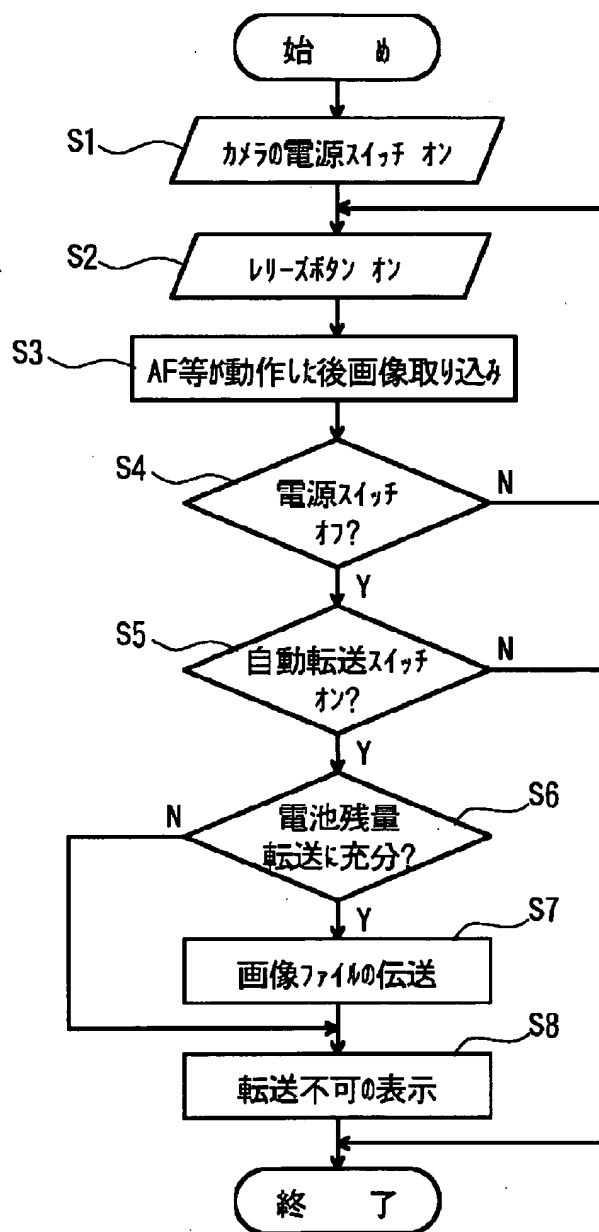 始 め
S1
カメラの電源スイッチ オン
S2
レリーズボタン オン
S3
AF等が動作した後画像取り込み
S4
電源スイッチ
オフ?
N
Y
S5
自動転送スイッチ
オン?
N
Y
S6
電池残量
転送に充分?
N
Y
S7
画像ファイルの伝送
S8
転送不可の表示
終 了